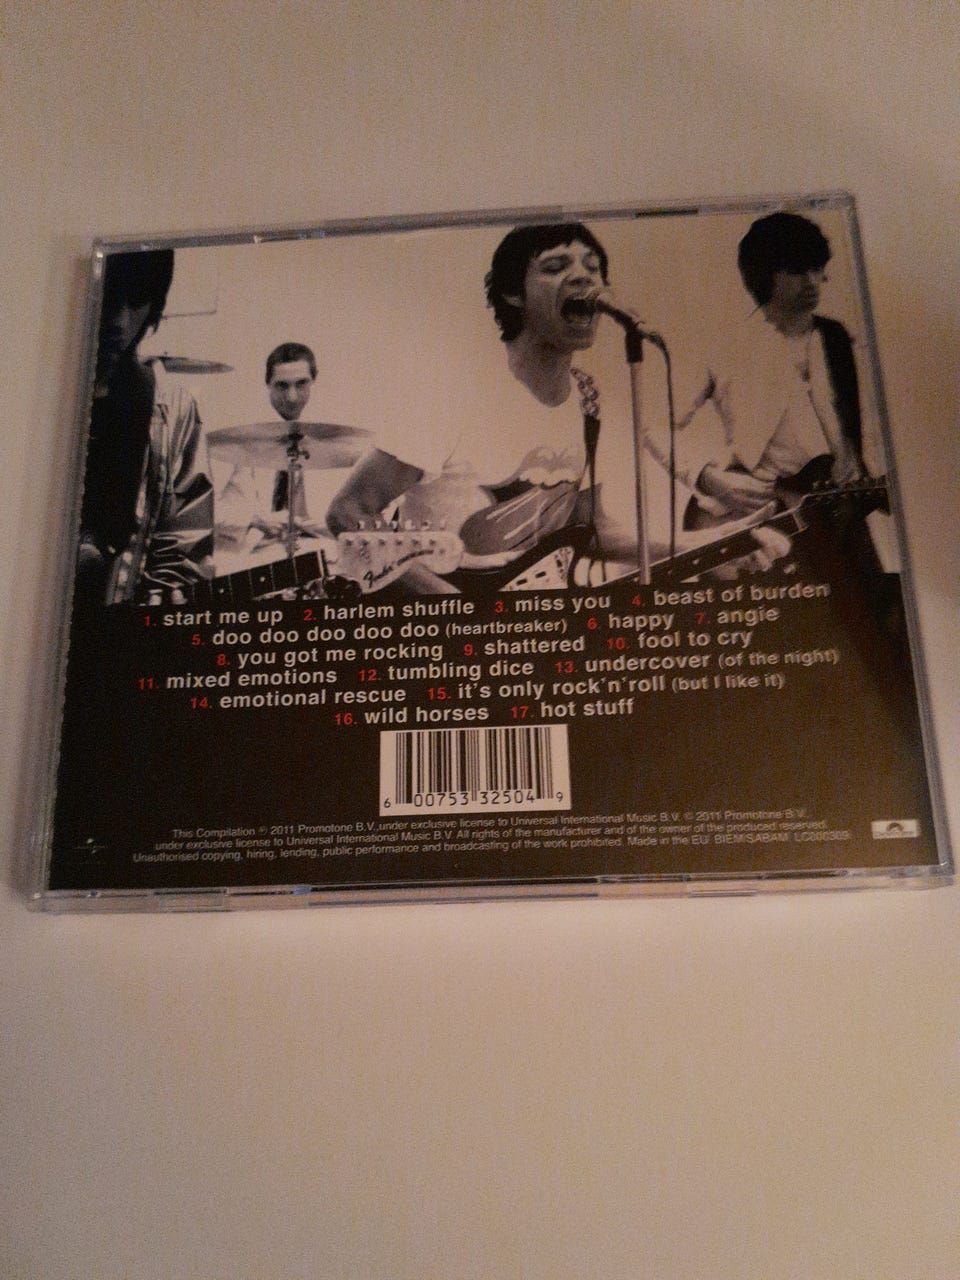 Fender
1. start me up 2. harlem shuffle 3. miss you 4. beast of burden
5. doo doo doo doo doo (heartbreaker) 6. happy 7. angie
8. you got me rocking 9. shattered 10. fool to cry
11. mixed emotions 12. tumbling dice 13. undercover (of the night)
14. emotional rescue 15. it's only rock'n'roll (but I like it)
16. wild horses 17. hot stuff
6 00753 32504 9
This Compilation ℗ 2011 Promotone B.V., under exclusive license to Universal International Music B.V. © 2011 Promotone B.V.,
under exclusive license to Universal International Music B.V. All rights of the manufacturer and of the owner of the produced reserved.
Unauthorised copying, hiring, lending, public performance and broadcasting of the work prohibited. Made in the EU. BIEM/SABAM.